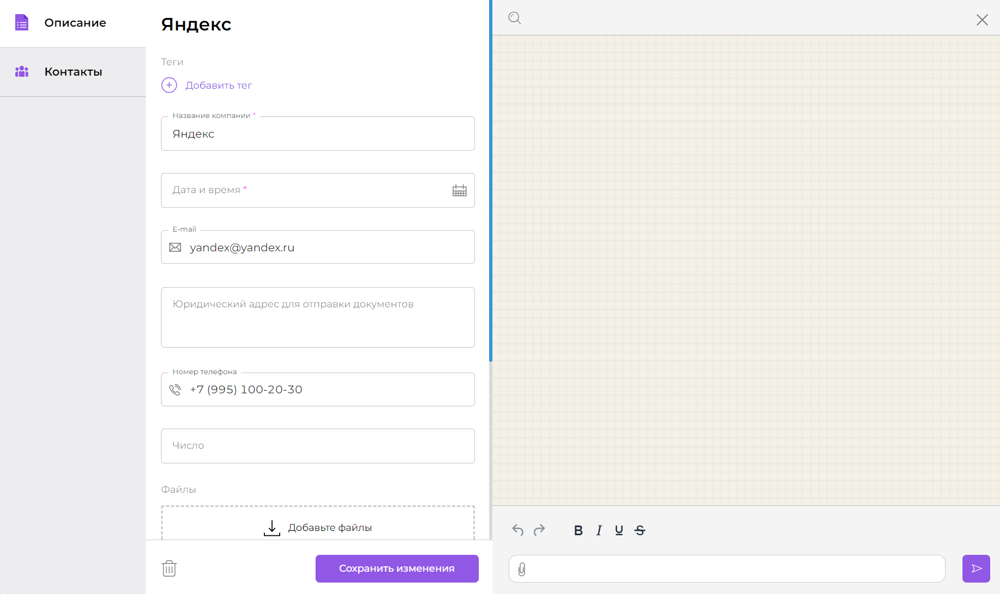 Описание
Контакты
Яндекс
Теги
Добавить тег
Название компании *
Яндекс
Дата и время *
E-mail
yandex@yandex.ru
Юридический адрес для отправки документов
Номер телефона
+7 (995) 100-20-30
Число
Файлы
Добавьте файлы
Сохранить изменения
B I U S